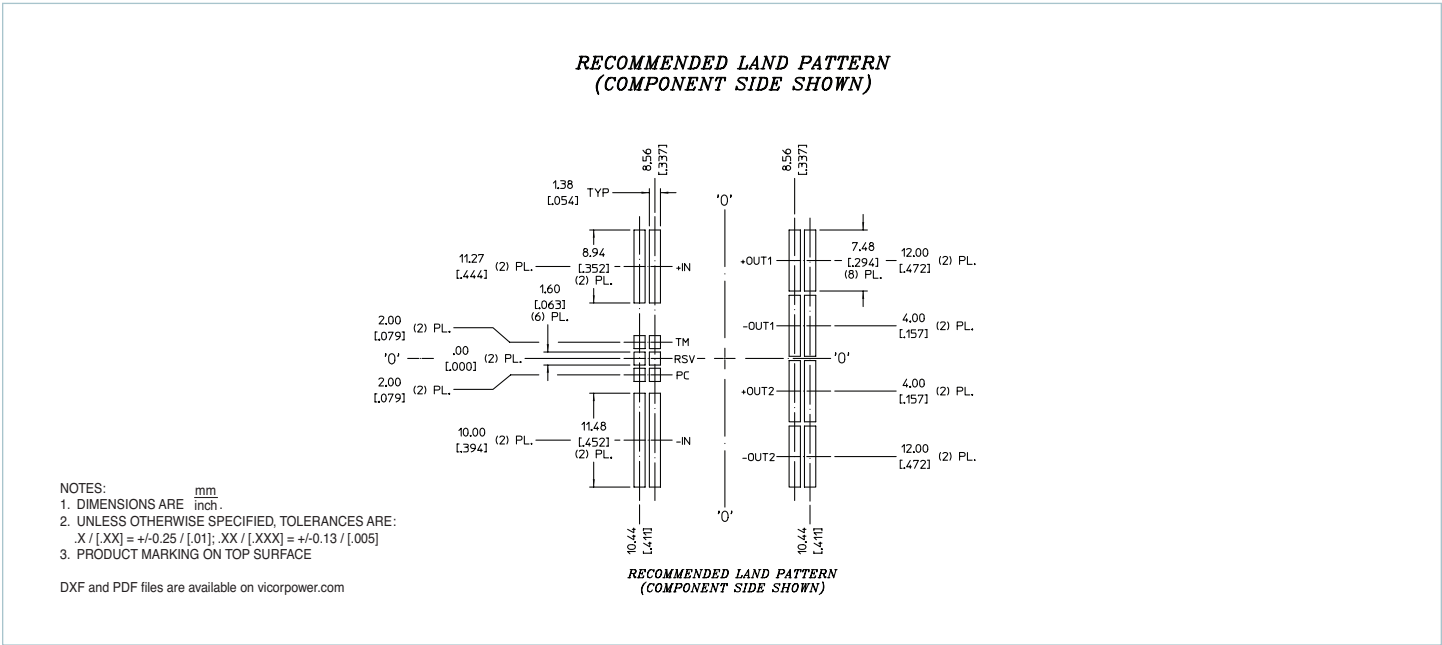 RECOMMENDED LAND PATTERN
(COMPONENT SIDE SHOWN)
8.56
[.337]
8.56
[.337]
1.38
[.054] TYP
'0'
11.27
[.444] (2) PL.
8.94
[.352]
(2) PL.
+IN
+OUT1
7.48
[.294]
(8) PL.
12.00
[.472] (2) PL.
1.60
[.063]
(6) PL.
2.00
[.079] (2) PL.
TM
-OUT1
4.00
[.157] (2) PL.
'0'
.00
[.000] (2) PL.
RSV
'0'
2.00
[.079] (2) PL.
PC
+OUT2
4.00
[.157] (2) PL.
10.00
[.394] (2) PL.
11.48
[.452]
(2) PL.
-IN
-OUT2
12.00
[.472] (2) PL.
'0'
10.44
[.411]
10.44
[.411]
RECOMMENDED LAND PATTERN
(COMPONENT SIDE SHOWN)
NOTES:
1. DIMENSIONS ARE mm/inch.
2. UNLESS OTHERWISE SPECIFIED, TOLERANCES ARE:
.X / [.XX] = +/-0.25 / [.01]; .XX / [.XXX] = +/-0.13 / [.005]
3. PRODUCT MARKING ON TOP SURFACE
DXF and PDF files are available on vicorpower.com